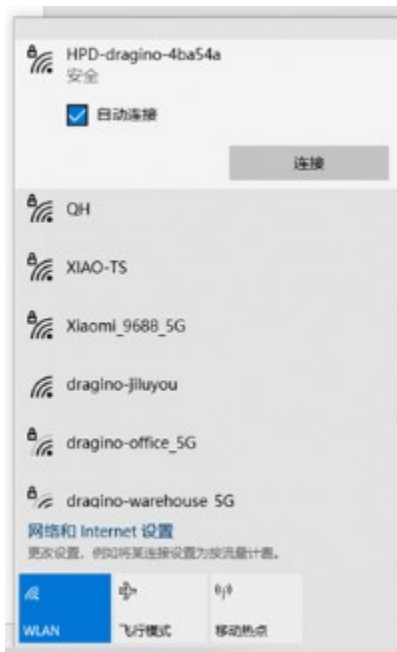 HPD-dragino-4ba54a
安全
自动连接
连接
QH
XIAO-TS
Xiaomi_9688_5G
dragino-jiluyou
dragino-office_5G
dragino-warehouse 5G
网络和 Internet 设置
更改设置，例如将某连接设置为按流量计费。
WLAN
飞行模式
移动热点